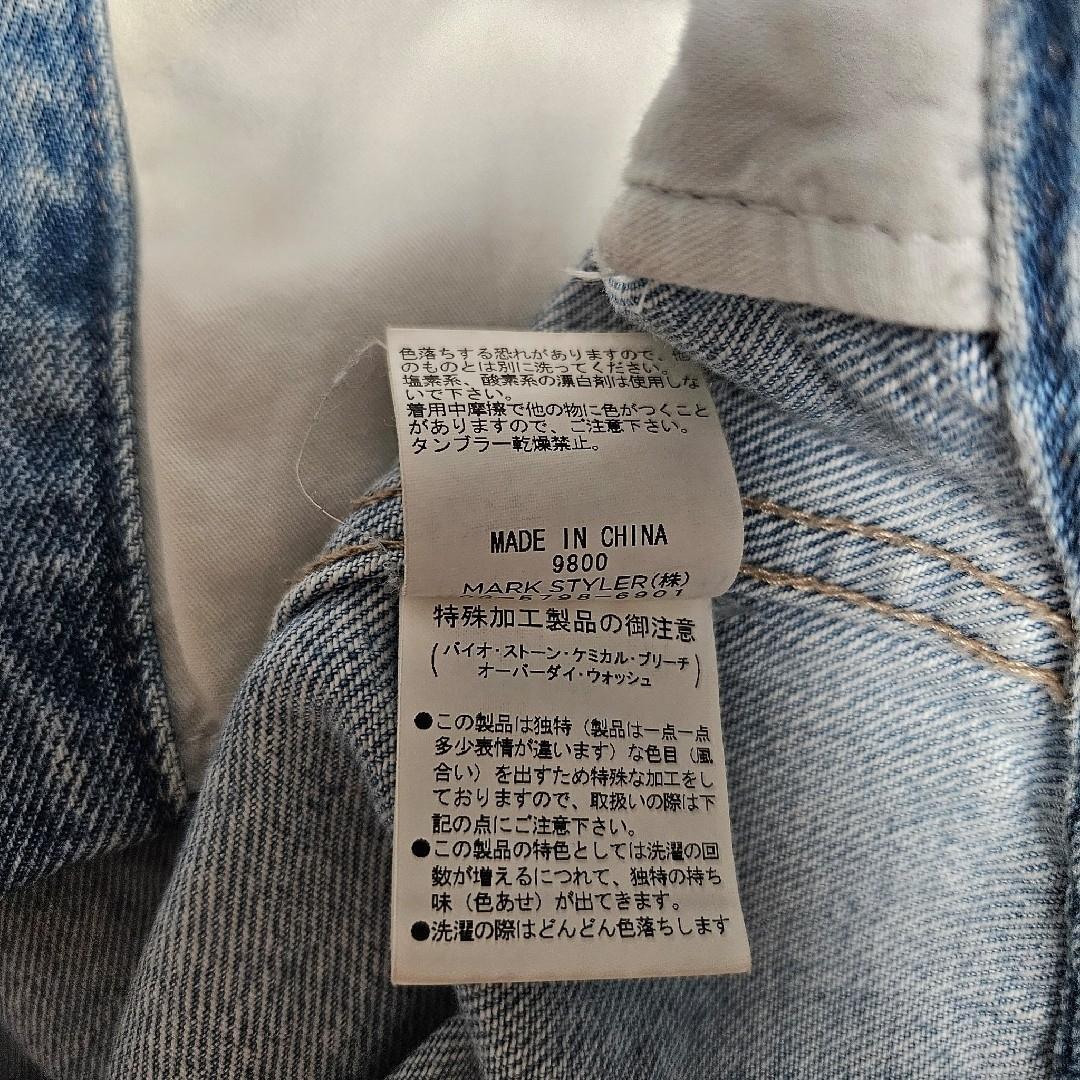 色落ちする恐れがありますので、他
のものとは別に洗ってください。
塩素系、酸素系の漂白剤は使用しな
いで下さい。
着用中摩擦で他の物に色がつくこと
がありますので、ご注意下さい。
タンブラー乾燥禁止。
MADE IN CHINA
9800
MARK STYLER(株)
特殊加工製品の御注意
(バイオ・ストーン・ケミカル・ブリーチ
オーバーダイ・ウォッシュ)
●この製品は独特（製品は一点一点
多少表情が違います）な色目（風
合い）を出すため特殊な加工をし
ておりますので、取扱いの際は下
記の点にご注意下さい。
●この製品の特色としては洗濯の回
数が増えるにつれて、独特の持ち
味（色あせ）が出てきます。
●洗濯の際はどんどん色落ちします